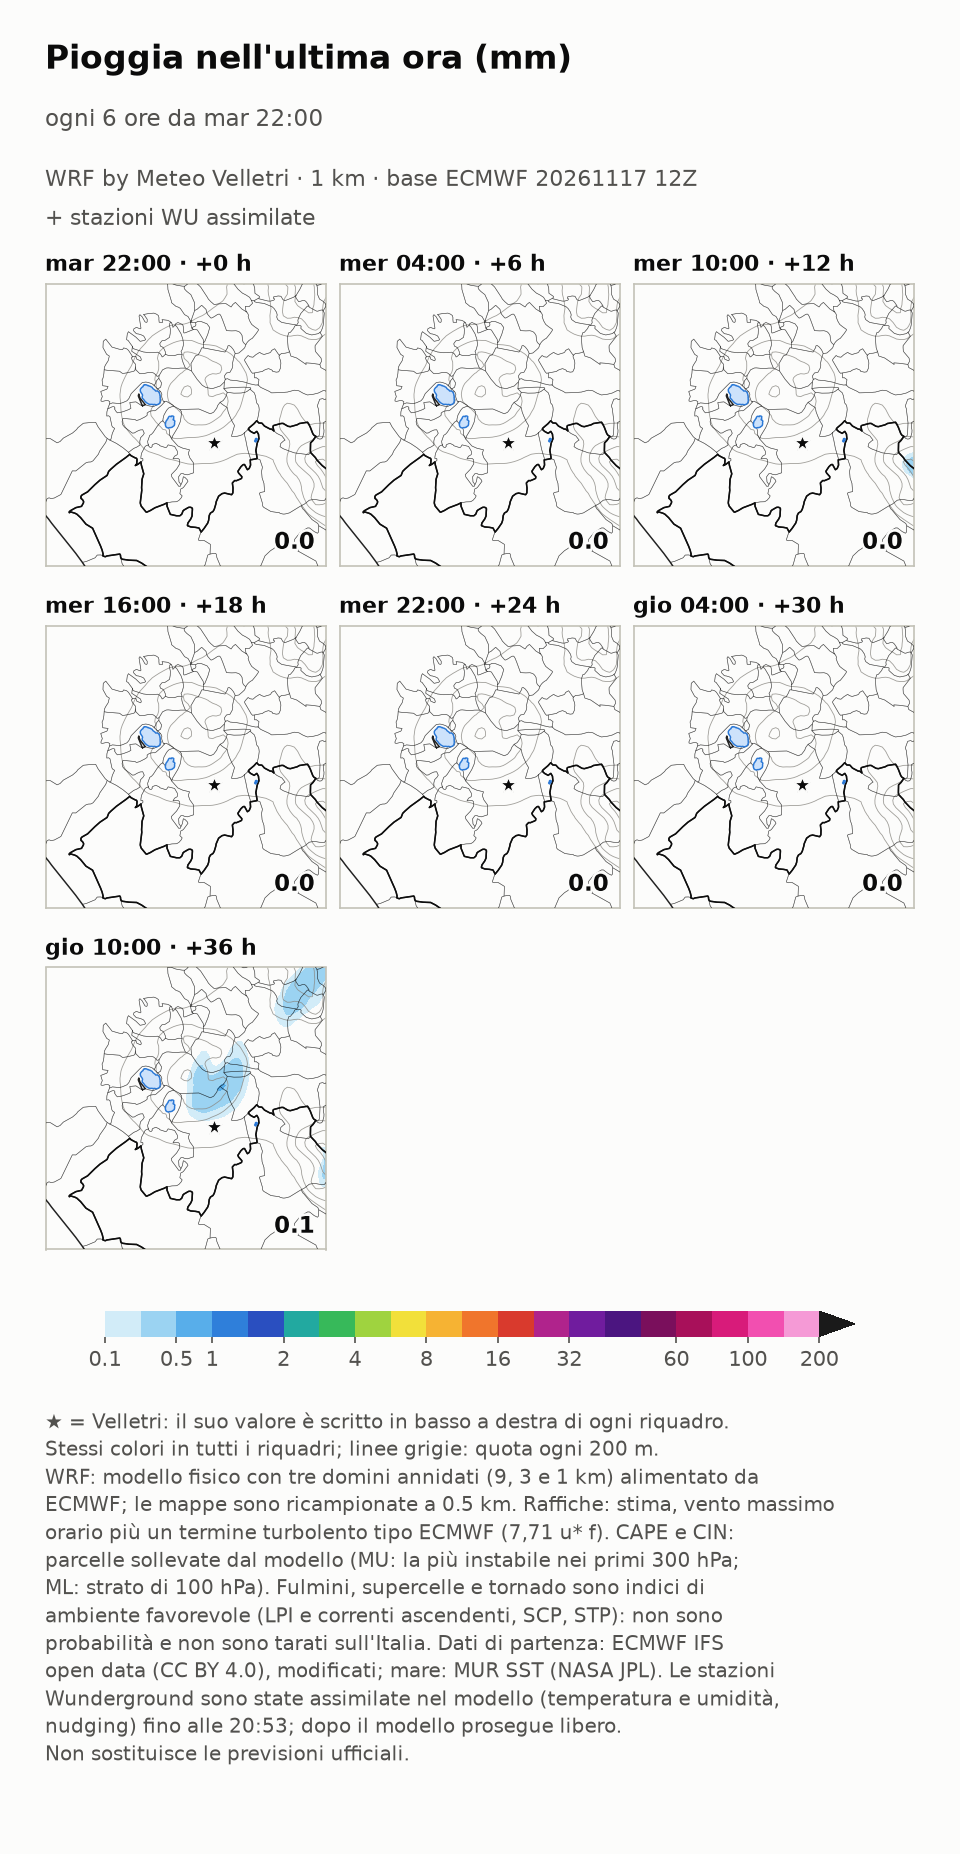 Pioggia nell'ultima ora (mm)
ogni 6 ore da mar 22:00
WRF by Meteo Velletri · 1 km · base ECMWF 20261117 12Z
+ stazioni WU assimilate
mar 22:00 · +0 h
mer 04:00 · +6 h
mer 10:00 · +12 h
0.0
0.0
0.0
mer 16:00 · +18 h
mer 22:00 · +24 h
gio 04:00 · +30 h
0.0
0.0
0.0
gio 10:00 · +36 h
0.1
0.1 0.5 1 2 4 8 16 32 60 100 200
★ = Velletri: il suo valore è scritto in basso a destra di ogni riquadro.
Stessi colori in tutti i riquadri; linee grigie: quota ogni 200 m.
WRF: modello fisico con tre domini annidati (9, 3 e 1 km) alimentato da
ECMWF; le mappe sono ricampionate a 0.5 km. Raffiche: stima, vento massimo
orario più un termine turbolento tipo ECMWF (7,71 u* f). CAPE e CIN:
parcelle sollevate dal modello (MU: la più instabile nei primi 300 hPa;
ML: strato di 100 hPa). Fulmini, supercelle e tornado sono indici di
ambiente favorevole (LPI e correnti ascendenti, SCP, STP): non sono
probabilità e non sono tarati sull'Italia. Dati di partenza: ECMWF IFS
open data (CC BY 4.0), modificati; mare: MUR SST (NASA JPL). Le stazioni
Wunderground sono state assimilate nel modello (temperatura e umidità,
nudging) fino alle 20:53; dopo il modello prosegue libero.
Non sostituisce le previsioni ufficiali.